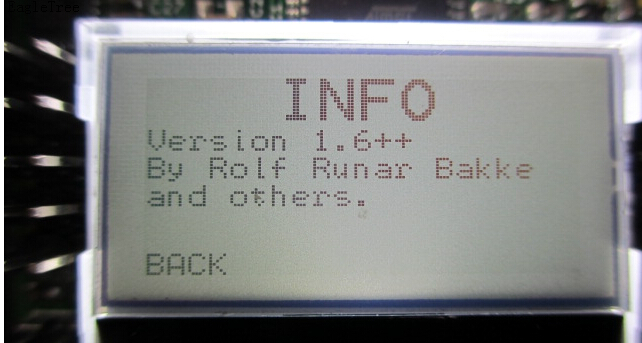 INFO
Version 1.6++
By Rolf Runar Bakke
and others.
BACK